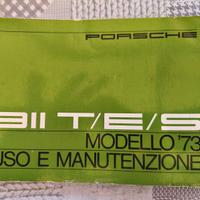 PORSCHE
911 T/E/S
MODELLO '73
USO E MANUTENZIONE